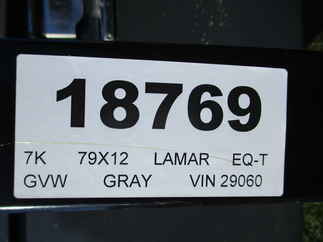 18769
7K 79X12 LAMAR EQ-T
GVW GRAY VIN 29060